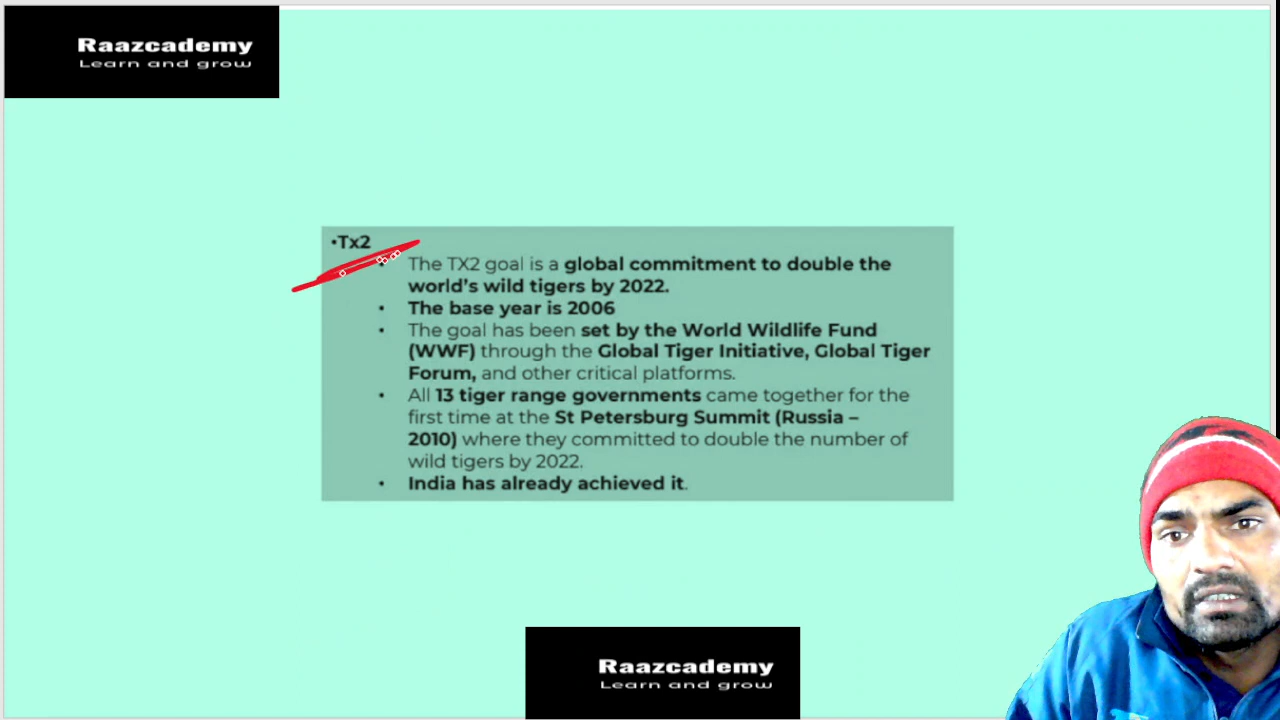 Raazcademy
Learn and grow
•Tx2
• The TX2 goal is a global commitment to double the
world’s wild tigers by 2022.
• The base year is 2006
• The goal has been set by the World Wildlife Fund
(WWF) through the Global Tiger Initiative, Global Tiger
Forum, and other critical platforms.
• All 13 tiger range governments came together for the
first time at the St Petersburg Summit (Russia –
2010) where they committed to double the number of
wild tigers by 2022.
• India has already achieved it.
Raazcademy
Learn and grow